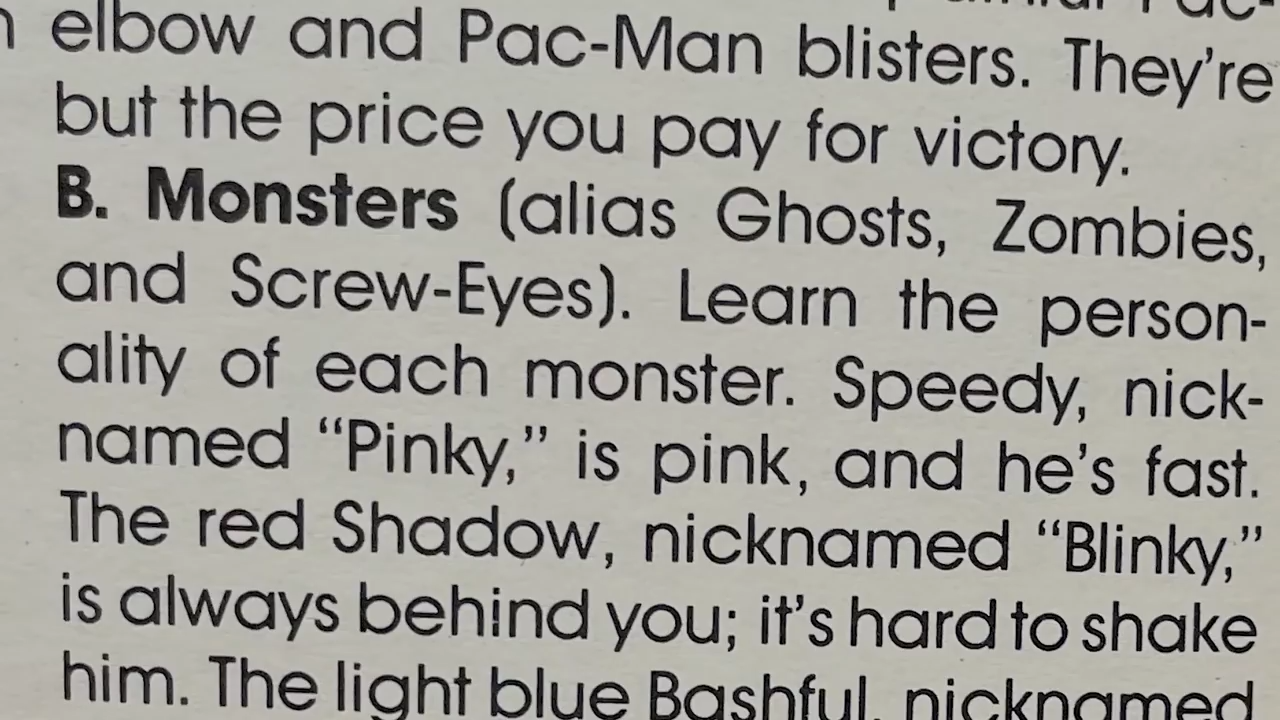 elbow and Pac-Man blisters. They're
but the price you pay for victory.
B. Monsters (alias Ghosts, Zombies,
and Screw-Eyes). Learn the person-
ality of each monster. Speedy, nick-
named “Pinky,” is pink, and he's fast.
The red Shadow, nicknamed “Blinky,”
is always behind you; it's hard to shake
him. The light blue Bashful, nicknamed